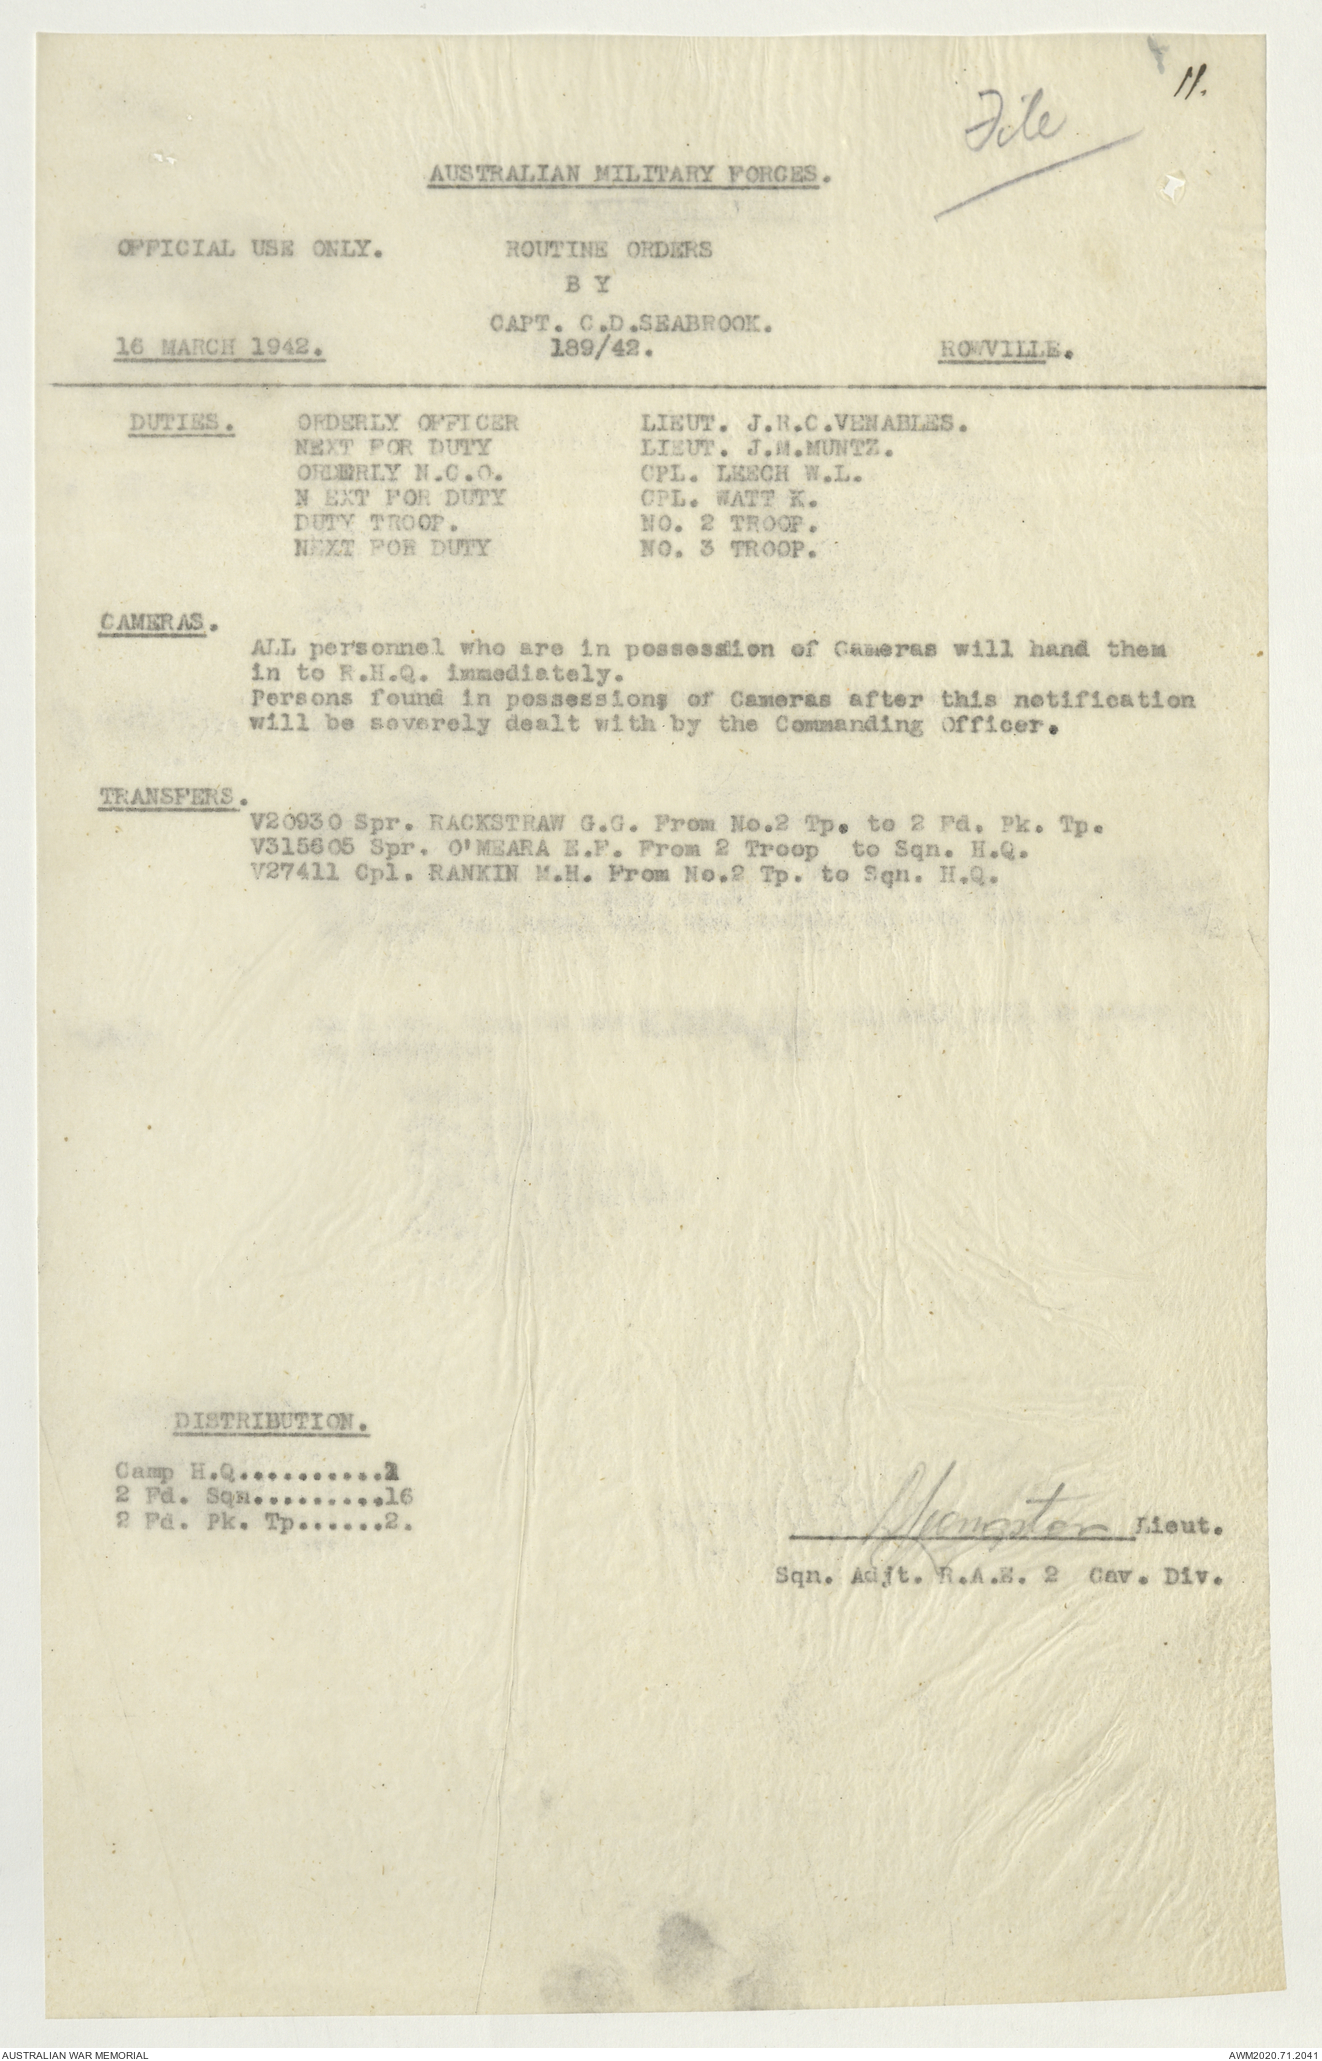 11.
File
AUSTRALIAN MILITARY FORCES.
OFFICIAL USE ONLY. ROUTINE ORDERS
B Y
CAPT. C.D.SEABROOK.
16 MARCH 1942. 189/42. ROWVILLE.
DUTIES. ORDERLY OFFICER LIEUT. J.R.C.VENABLES.
NEXT FOR DUTY LIEUT. J.M.MUNTZ.
ORDERLY N.C.O. CPL. LEECH W.L.
N EXT FOR DUTY CPL. WATT K.
DUTY TROOP. NO. 2 TROOP.
NEXT FOR DUTY NO. 3 TROOP.
CAMERAS.
ALL personnel who are in possession of Cameras will hand them
in to R.H.Q. immediately.
Persons found in possessions of Cameras after this notification
will be severely dealt with by the Commanding Officer.
TRANSFERS.
V20930 Spr. RACKSTRAW G.G. From No.2 Tp. to 2 Fd. Pk. Tp.
V315605 Spr. O'MEARA E.F. From 2 Troop to Sqn. H.Q.
V27411 Cpl. RANKIN M.H. From No.2 Tp. to Sqn. H.Q.
DISTRIBUTION.
Camp H.Q...........1
2 Fd. Sqn.........16
2 Fd. Pk. Tp......2.
Lieut.
Sqn. Adjt. R.A.E. 2 Cav. Div.
AUSTRALIAN WAR MEMORIAL AWM2020.71.2041